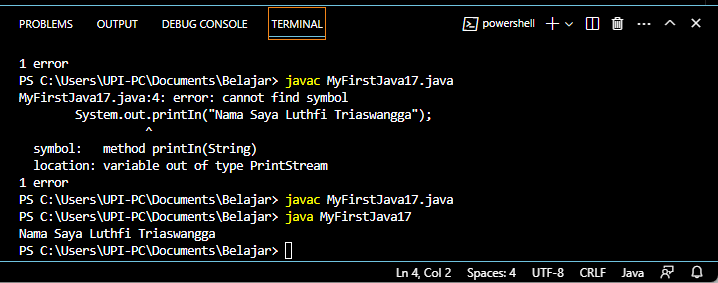 PROBLEMS OUTPUT DEBUG CONSOLE TERMINAL powershell
1 error
PS C:\Users\UPI-PC\Documents\Belajar> javac MyFirstJava17.java
MyFirstJava17.java:4: error: cannot find symbol
        System.out.printIn("Nama Saya Luthfi Triaswangga");
                  ^
  symbol:   method printIn(String)
  location: variable out of type PrintStream
1 error
PS C:\Users\UPI-PC\Documents\Belajar> javac MyFirstJava17.java
PS C:\Users\UPI-PC\Documents\Belajar> java MyFirstJava17
Nama Saya Luthfi Triaswangga
PS C:\Users\UPI-PC\Documents\Belajar>
Ln 4, Col 2 Spaces: 4 UTF-8 CRLF Java